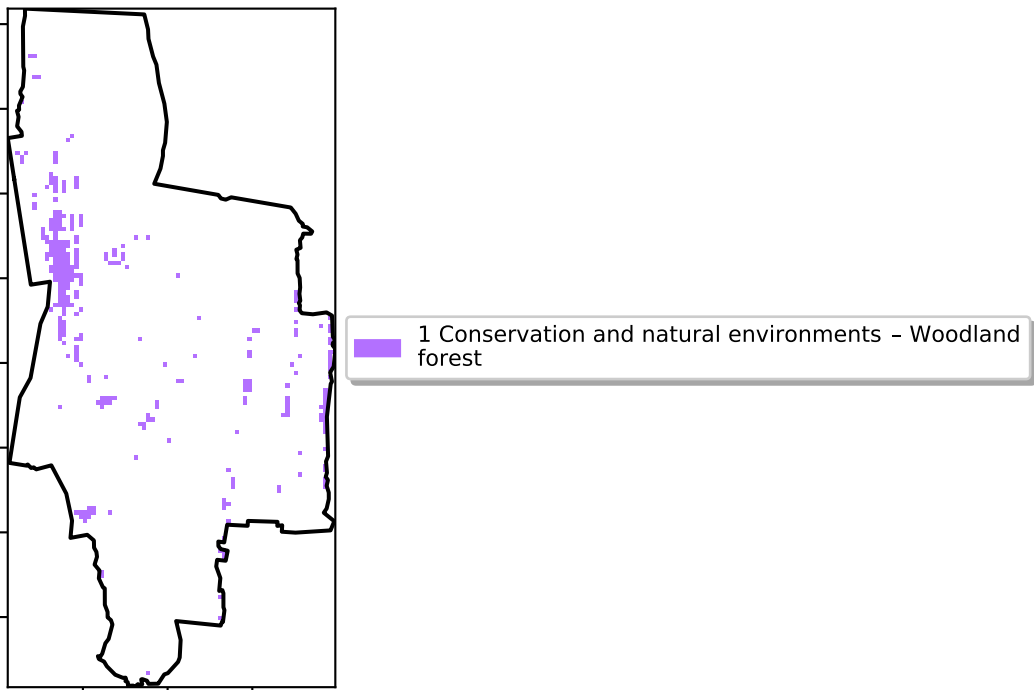 1 Conservation and natural environments – Woodland
forest